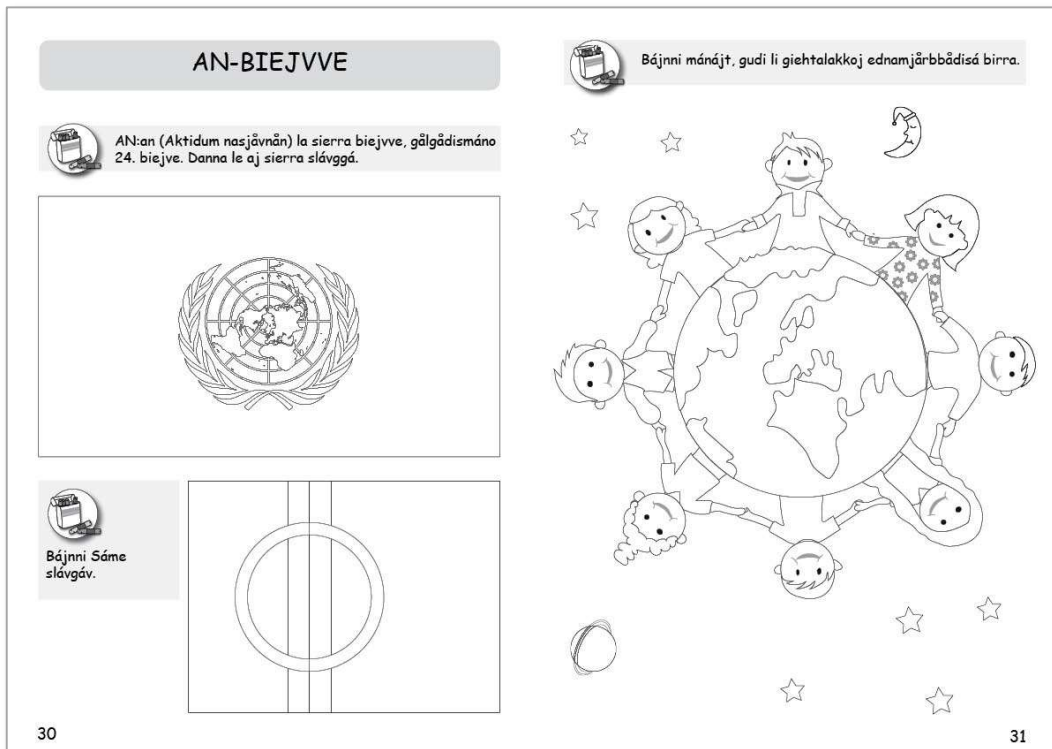 AN-BIEJVVE
AN:an (Aktidum nasjåvnån) la sierra biejvve, gålgådismáno
24. biejve. Danna le aj sierra slávggá.
Bájnni Sáme
slávgáv.
30
Bájnni mánájt, gudi li giehtalakkoj ednamjårbbådisá birra.
31